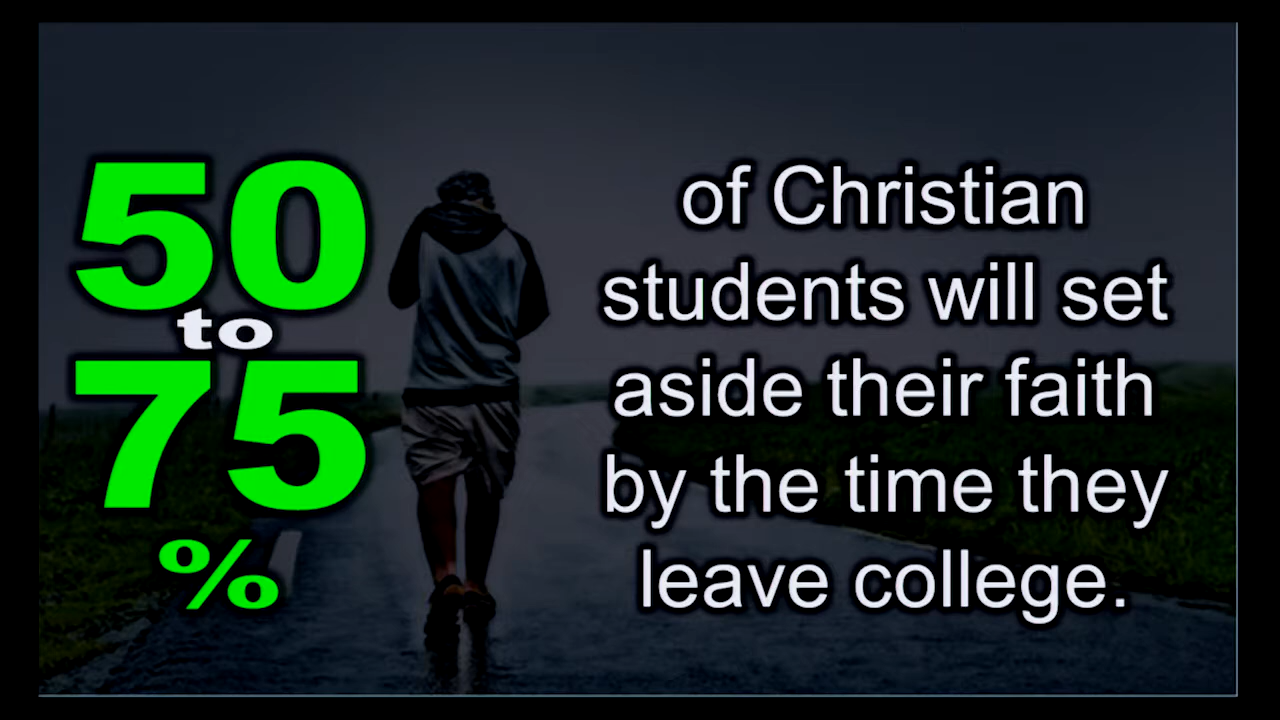 50
to
75
%
of Christian
students will set
aside their faith
by the time they
leave college.